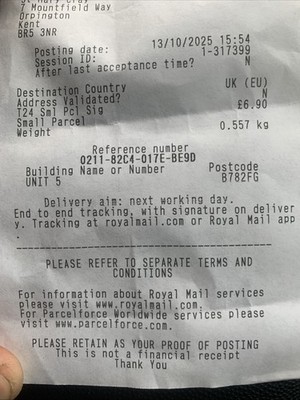 St Mary Cray
7 Mountfield Way
Orpington
Kent
BR5 3NR
Posting date: 13/10/2025 15:54
Session ID: 1-317399
After last acceptance time? N
Destination Country UK (EU)
Address Validated? N
T24 Sml Pcl Sig £6.90
Small Parcel
Weight 0.557 kg
Reference number
0211-82C4-017E-BE9D
Building Name or Number Postcode
UNIT 5 B782FG
Delivery aim: next working day.
End to end tracking, with signature on deliver
y. Tracking at royalmail.com or Royal Mail app
.
PLEASE REFER TO SEPARATE TERMS AND
CONDITIONS
For information about Royal Mail services
please visit www.royalmail.com.
For Parcelforce Worldwide services please
visit www.parcelforce.com.
PLEASE RETAIN AS YOUR PROOF OF POSTING
This is not a financial receipt
Thank You